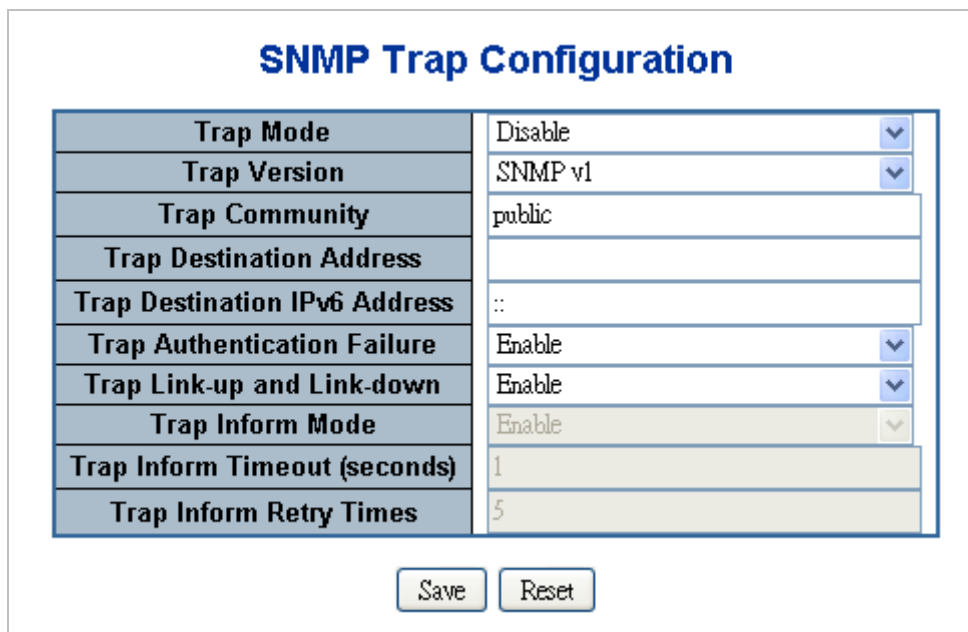 SNMP Trap Configuration
Trap Mode Disable
Trap Version SNMP v1
Trap Community public
Trap Destination Address
Trap Destination IPv6 Address ::
Trap Authentication Failure Enable
Trap Link-up and Link-down Enable
Trap Inform Mode Enable
Trap Inform Timeout (seconds) 1
Trap Inform Retry Times 5
Save Reset